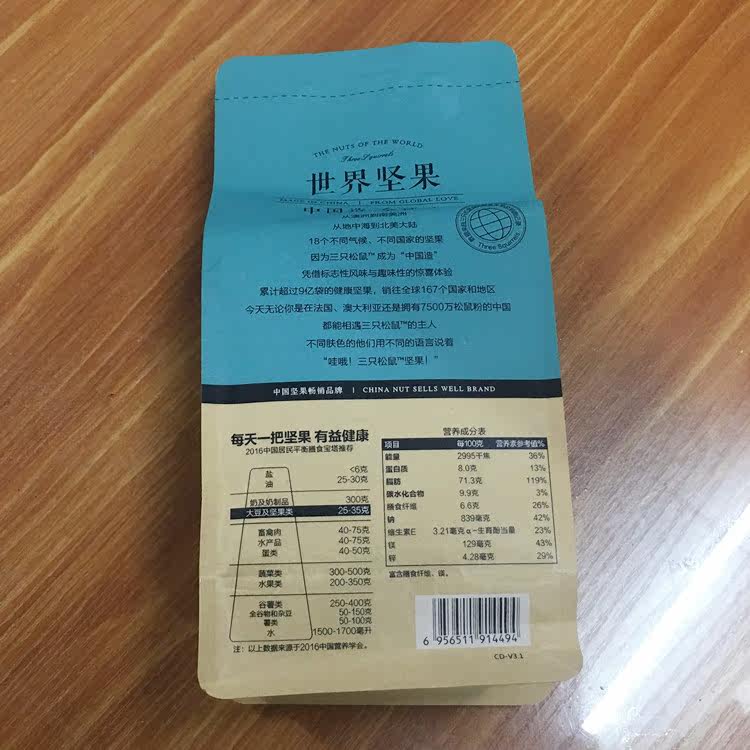 THE NUTS OF THE WORLD
Three Squirrels
世界坚果
MADE IN CHINA | FROM GLOBAL LOVE
中国
从地中海到北美大陆
18个不同气候、不同国家的坚果
因为三只松鼠™成为“中国造”
凭借标志性风味与趣味性的惊喜体验
累计超过9亿袋的健康坚果，销往全球167个国家和地区
今天无论你是在法国、澳大利亚还是拥有7500万松鼠粉的中国
都能相遇三只松鼠™的主人
不同肤色的他们用不同的语言说着
“哇哦！三只松鼠™坚果！”
Three Squirrels
中国坚果畅销品牌 | CHINA NUT SELLS WELL BRAND
每天一把坚果 有益健康
2016中国居民平衡膳食宝塔推荐
盐 <6克
油 25-30克
奶及奶制品 300克
大豆及坚果类 25-35克
畜禽肉 40-75克
水产品 40-75克
蛋类 40-50克
蔬菜类 300-500克
水果类 200-350克
谷薯类 250-400克
全谷物和杂豆 50-150克
薯类 50-100克
水 1500-1700毫升
注：以上数据来源于2016中国营养学会。
营养成分表
项目 每100克 营养素参考值%
能量 2995千焦 36%
蛋白质 8.0克 13%
脂肪 71.3克 119%
碳水化合物 9.9克 3%
膳食纤维 6.6克 26%
钠 839毫克 42%
维生素E 3.21毫克α-生育酚当量 23%
镁 129毫克 43%
锌 4.28毫克 29%
富含膳食纤维、镁。
6 956511 914494
CD-V3.1